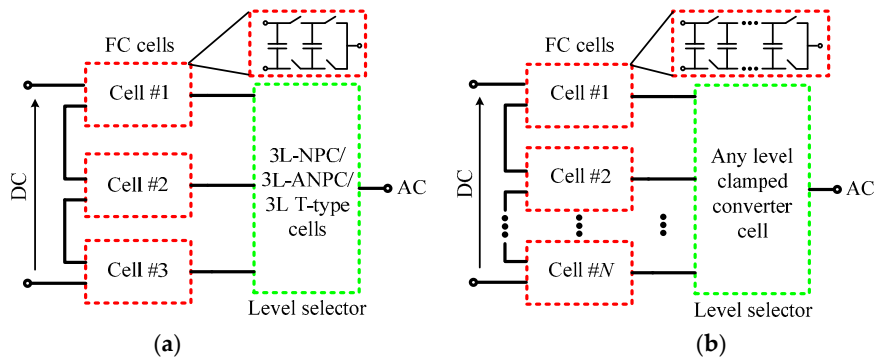 FC cells
Cell #1
Cell #2
Cell #3
DC
3L-NPC/
3L-ANPC/
3L T-type
cells
AC
Level selector
(a)
FC cells
Cell #1
Cell #2
Cell #N
DC
Any level
clamped
converter
cell
AC
Level selector
(b)